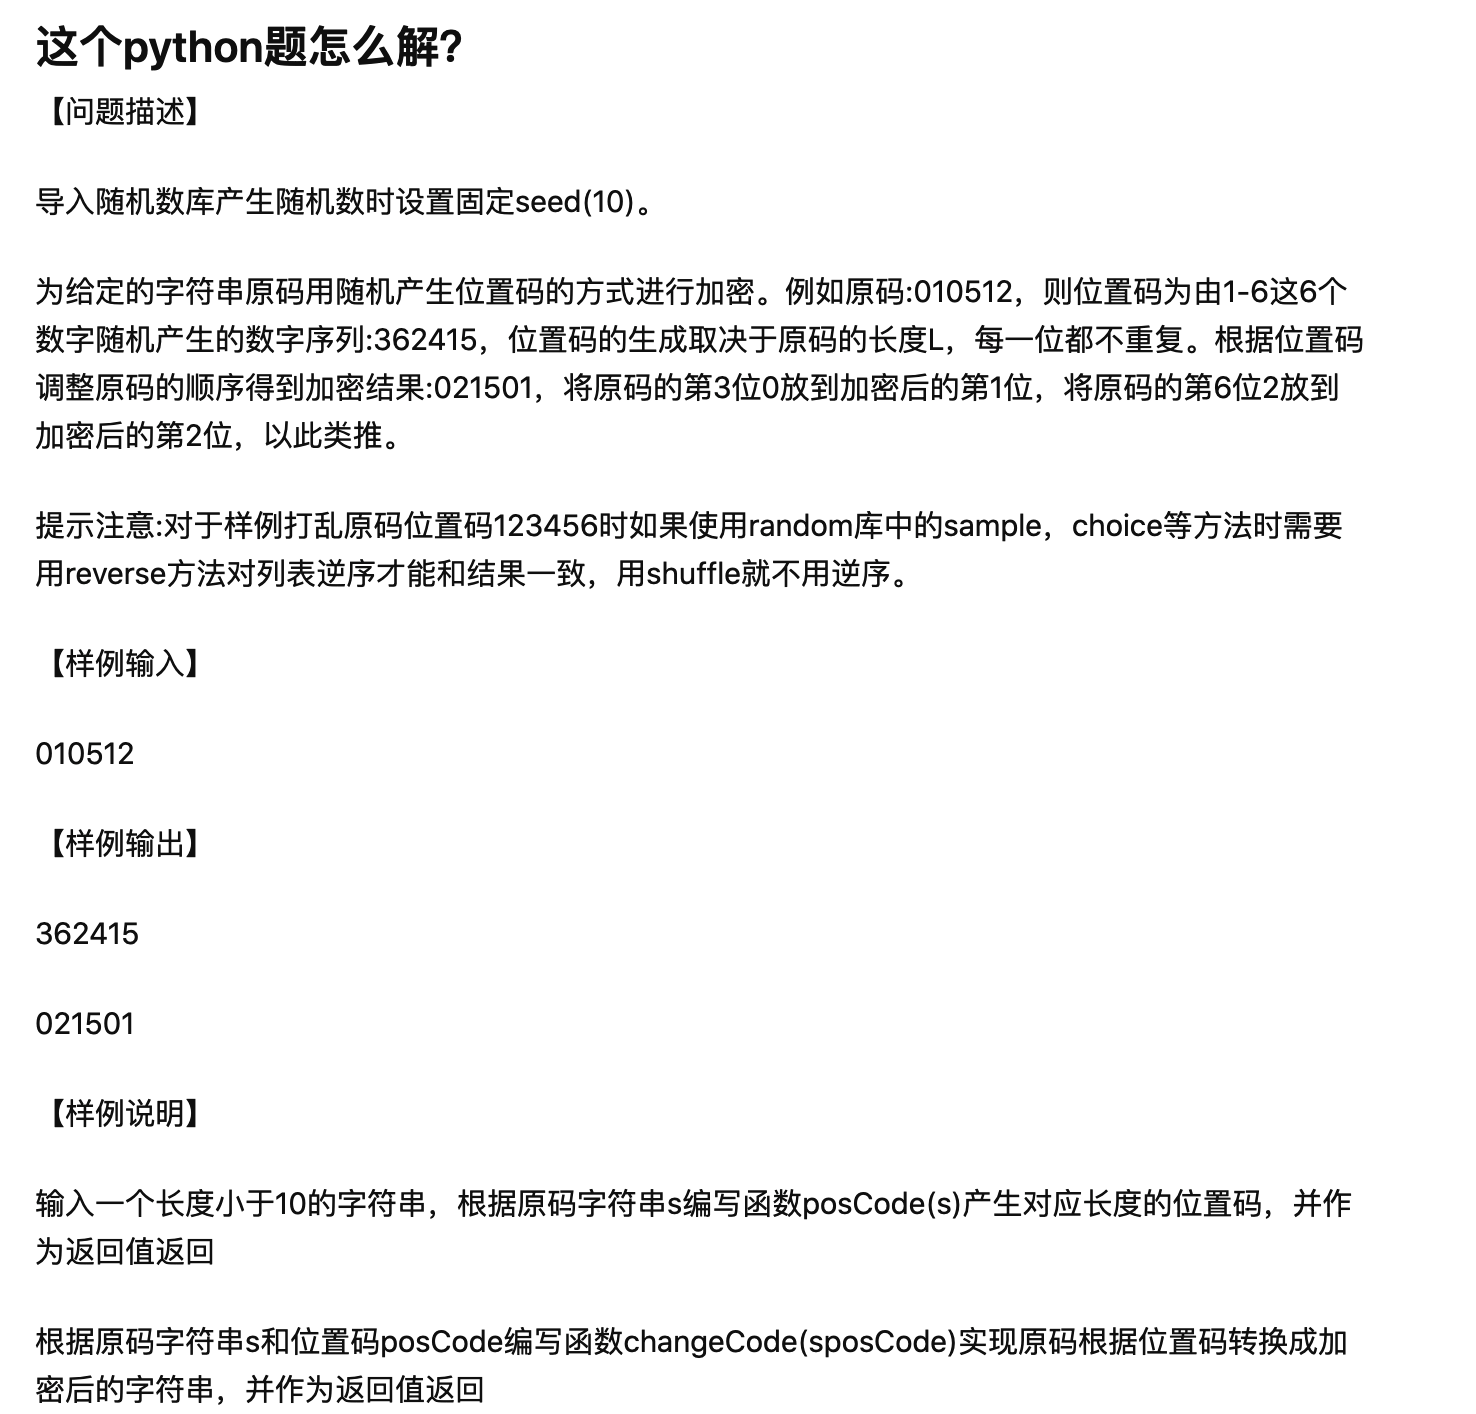 这个python题怎么解?
【问题描述】
导入随机数库产生随机数时设置固定seed(10)。
为给定的字符串原码用随机产生位置码的方式进行加密。例如原码:010512，则位置码为由1-6这6个
数字随机产生的数字序列:362415，位置码的生成取决于原码的长度L，每一位都不重复。根据位置码
调整原码的顺序得到加密结果:021501，将原码的第3位0放到加密后的第1位，将原码的第6位2放到
加密后的第2位，以此类推。
提示注意:对于样例打乱原码位置码123456时如果使用random库中的sample，choice等方法时需要
用reverse方法对列表逆序才能和结果一致，用shuffle就不用逆序。
【样例输入】
010512
【样例输出】
362415
021501
【样例说明】
输入一个长度小于10的字符串，根据原码字符串s编写函数posCode(s)产生对应长度的位置码，并作
为返回值返回
根据原码字符串s和位置码posCode编写函数changeCode(sposCode)实现原码根据位置码转换成加
密后的字符串，并作为返回值返回